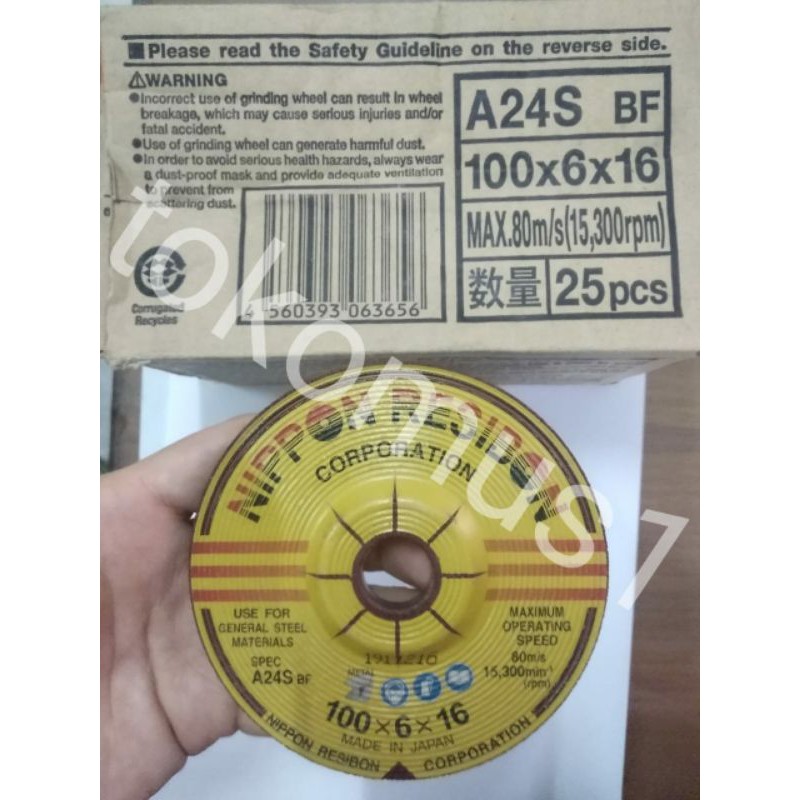 Please read the Safety Guideline on the reverse side.
⚠WARNING
●Incorrect use of grinding wheel can result in wheel
breakage, which may cause serious injuries and/or
fatal accident.
●Use of grinding wheel can generate harmful dust.
●In order to avoid serious health hazards, always wear
a dust-proof mask and provide adequate ventilation
to prevent from
scattering dust.
Corrugated
Recycles
4 560393 063656
A24S BF
100x6x16
MAX.80m/s(15,300rpm)
数量 25pcs
tokomus1
NIPPON RESIBON
CORPORATION
USE FOR
GENERAL STEEL
MATERIALS
SPEC
A24S BF
MAXIMUM
OPERATING
SPEED
80m/s
15,300min⁻¹
(rpm)
METAL
100×6×16
MADE IN JAPAN
NIPPON RESIBON CORPORATION